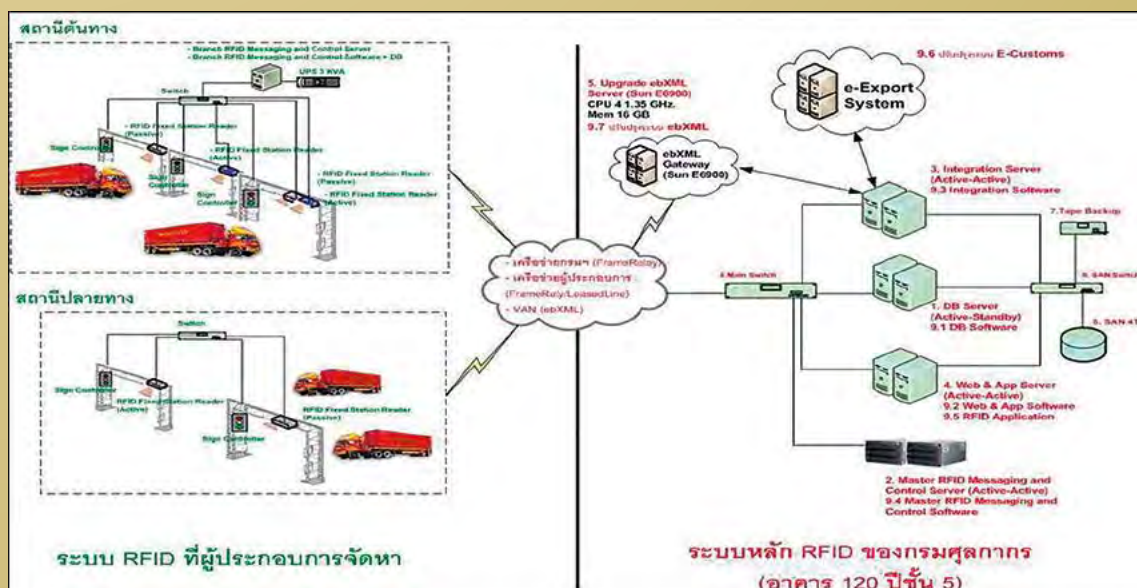 สถานีต้นทาง
- Branch RFID Messaging and Control Server
- Branch RFID Messaging and Control Software + DB
UPS 3 KVA
Switch
- RFID Fixed Station Reader
(Passive)
Sign Controller
- RFID Fixed Station Reader
(Active)
Sign
Controller
Sign
Controller
- RFID Fixed Station Reader
(Passive)
- RFID Fixed Station Reader
(Active)
สถานีปลายทาง
Switch
Sign Controller
RFID Fixed Station Reader
(Active)
RFID Fixed Station Reader
(Passive)
Sign Controller
ระบบ RFID ที่ผู้ประกอบการจัดหา
- เครือข่ายกรมฯ (FrameRelay)
- เครือข่ายผู้ประกอบการ
(FrameRely/LeasedLine)
- VAN (ebXML)
5. Upgrade ebXML
Server (Sun E6900)
CPU 4 1.35 GHz.
Mem 16 GB
9.7 ปรับปรุงระบบ ebXML
ebXML
Gateway
(Sun E6900)
9.6 ปรับปรุงระบบ E-Customs
e-Export
System
3. Integration Server
(Active-Active)
9.3 Integration Software
7.Tape Backup
Main Switch
SAN Switch
1. DB Server
(Active-Standby)
9.1 DB Software
SAN 4T
4. Web & App Server
(Active-Active)
9.2 Web & App Software
9.5 RFID Application
2. Master RFID Messaging and
Control Server (Active-Active)
9.4 Master RFID Messaging and
Control Software
ระบบหลัก RFID ของกรมศุลกากร
(อาคาร 120 ปีชั้น 5)